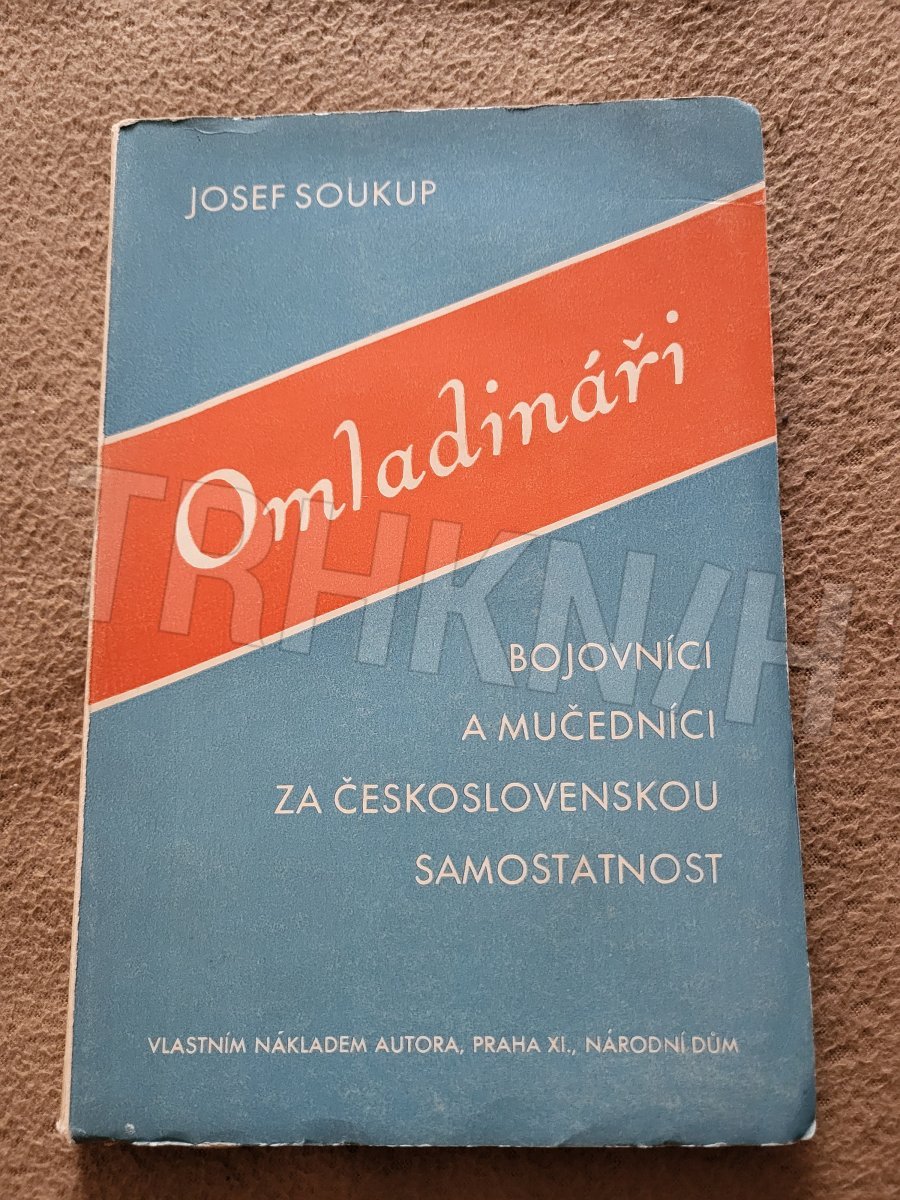 JOSEF SOUKUP
Omladináři
TRHKNIH
BOJOVNÍCI
A MUČEDNÍCI
ZA ČESKOSLOVENSKOU
SAMOSTATNOST
VLASTNÍM NÁKLADEM AUTORA, PRAHA XI., NÁRODNÍ DŮM